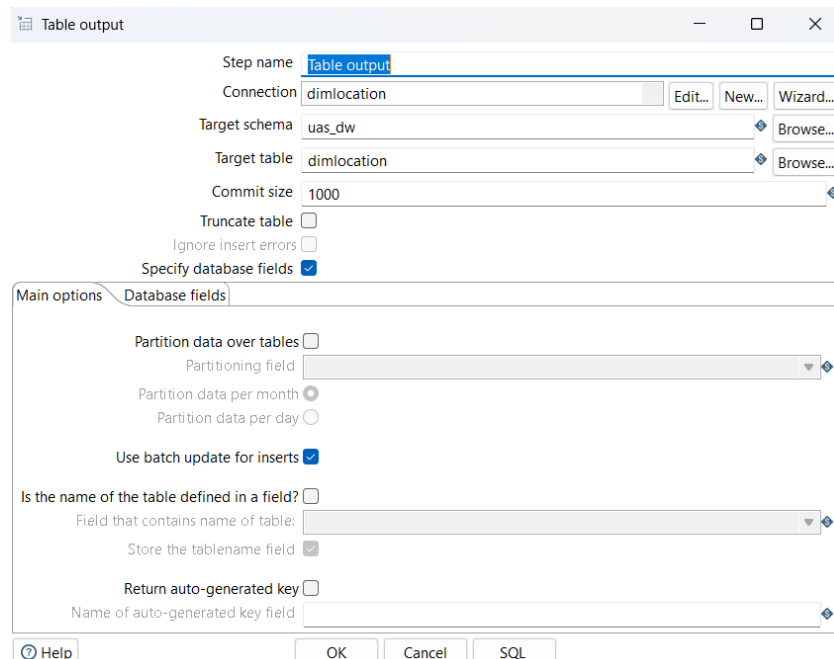 Table output
Step name Table output
Connection dimlocation Edit... New... Wizard...
Target schema uas_dw Browse...
Target table dimlocation Browse...
Commit size 1000
Truncate table
Ignore insert errors
Specify database fields
Main options Database fields
Partition data over tables
Partitioning field
Partition data per month
Partition data per day
Use batch update for inserts
Is the name of the table defined in a field?
Field that contains name of table:
Store the tablename field
Return auto-generated key
Name of auto-generated key field
Help OK Cancel SQL